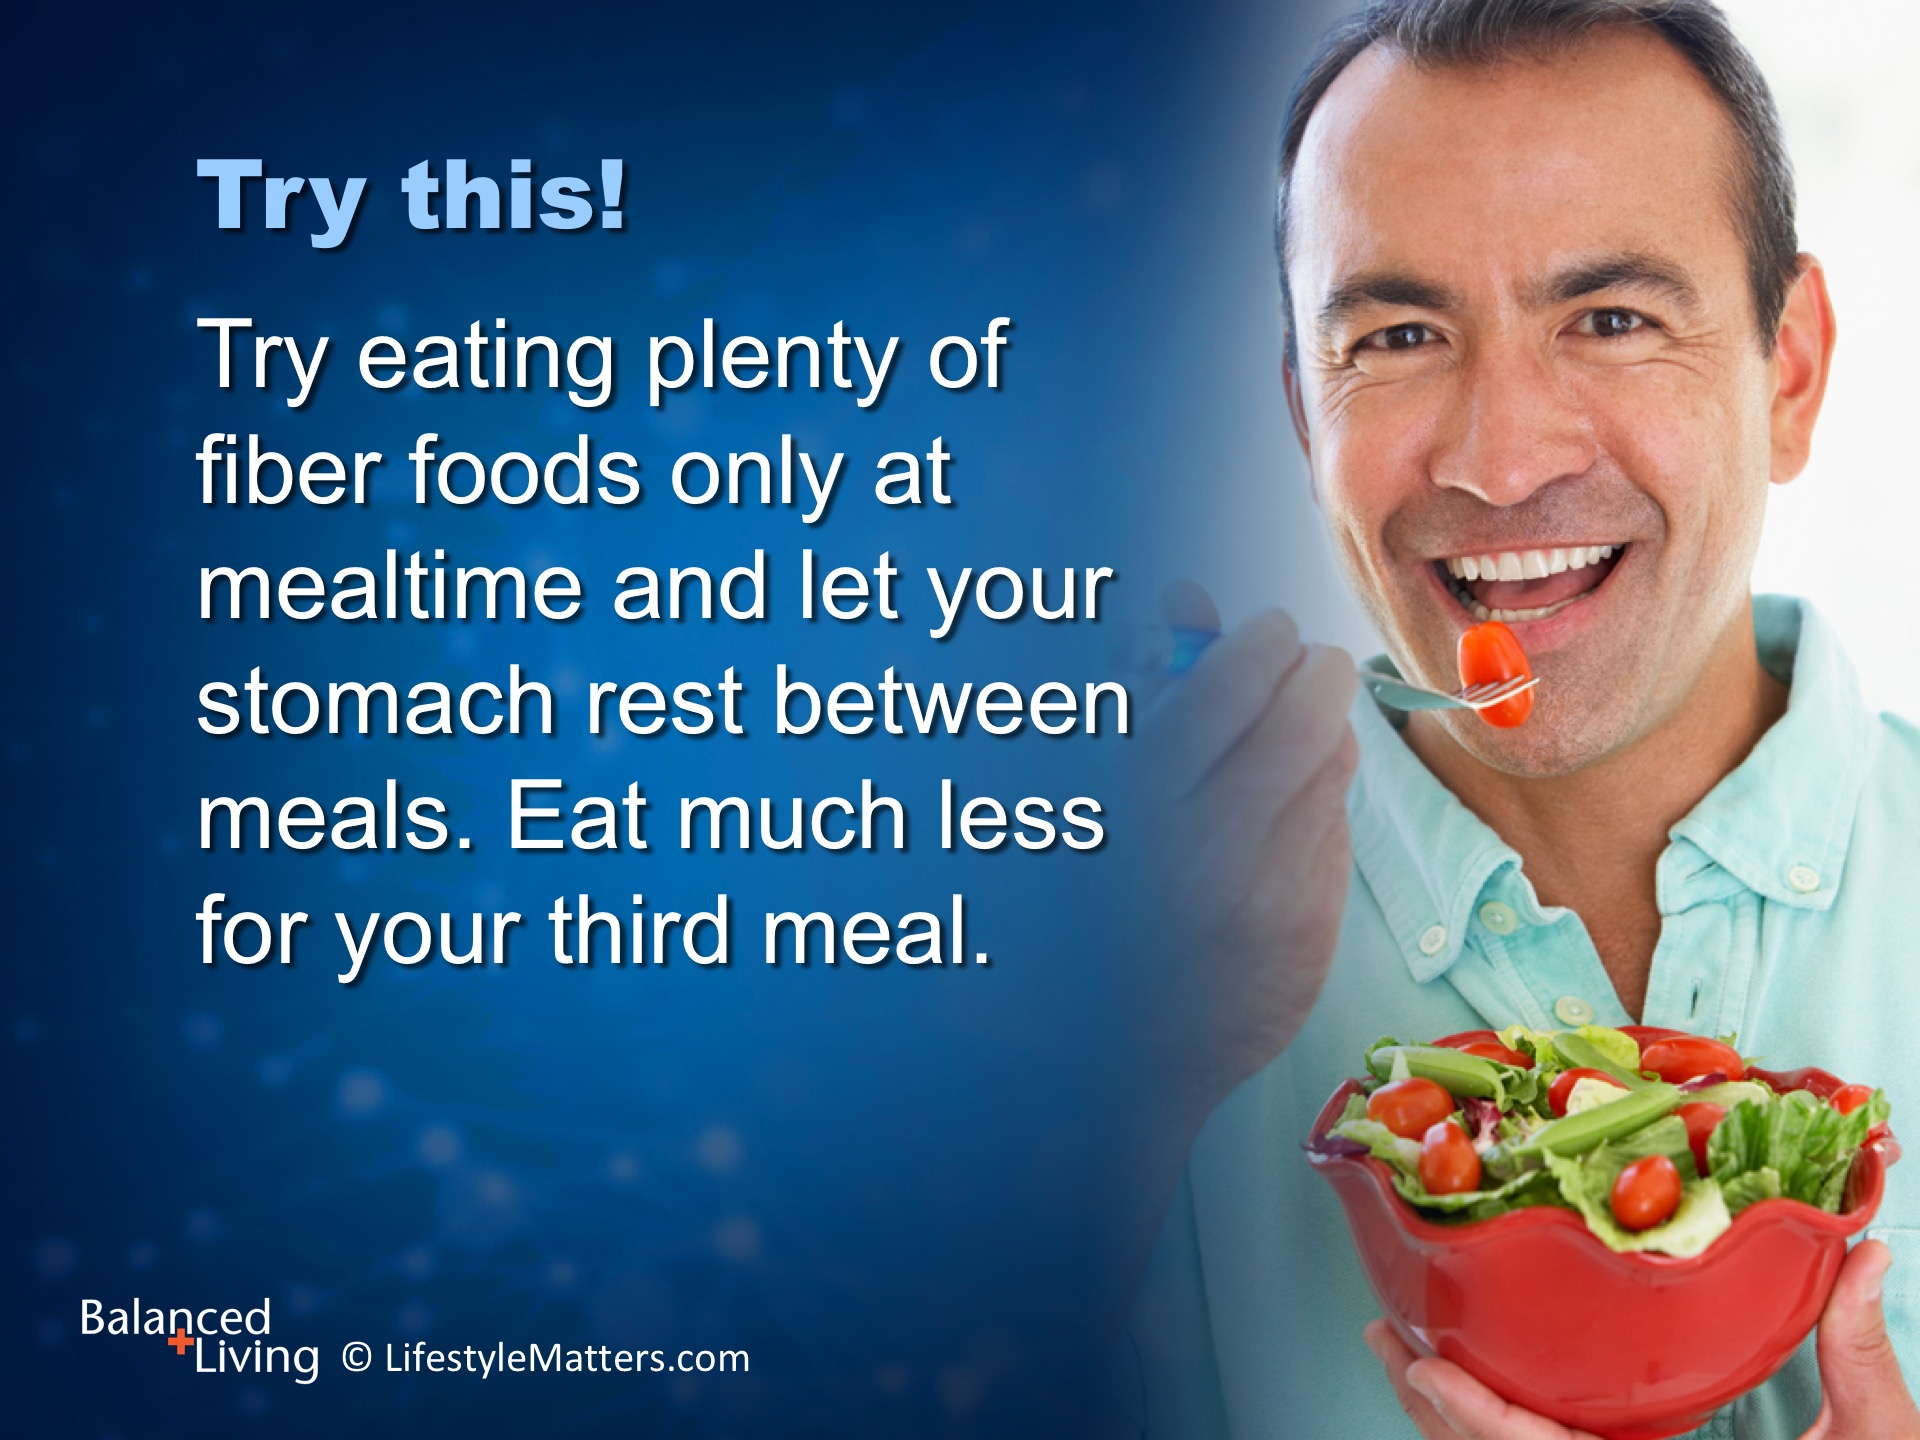 Try this!
Try eating plenty of
fiber foods only at
mealtime and let your
stomach rest between
meals. Eat much less
for your third meal.
Balanced
Living © LifestyleMatters.com